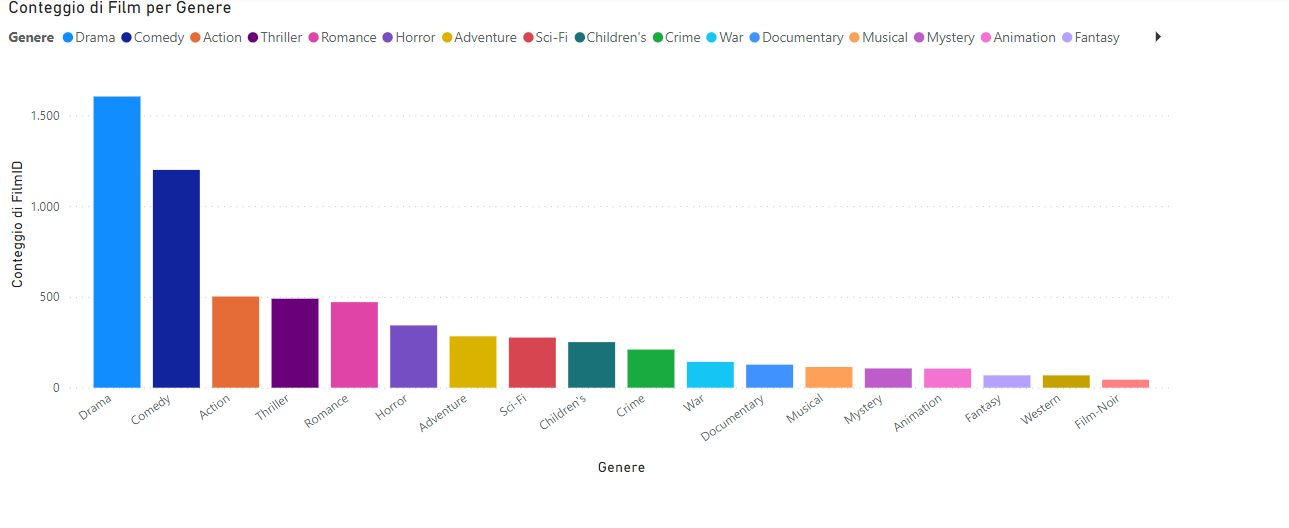 Conteggio di Film per Genere
Genere Drama Comedy Action Thriller Romance Horror Adventure Sci-Fi Children's Crime War Documentary Musical Mystery Animation Fantasy
Conteggio di FilmID
1.500
1.000
500
0
Drama Comedy Action Thriller Romance Horror Adventure Sci-Fi Children's Crime War Documentary Musical Mystery Animation Fantasy Western Film-Noir
Genere